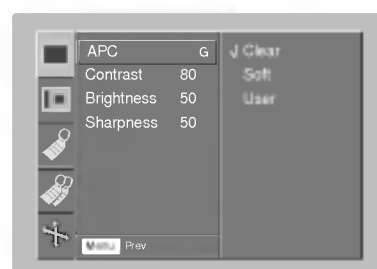 APC G
Contrast 80
Brightness 50
Sharpness 50
Menu Prev
Clear
Soft
User